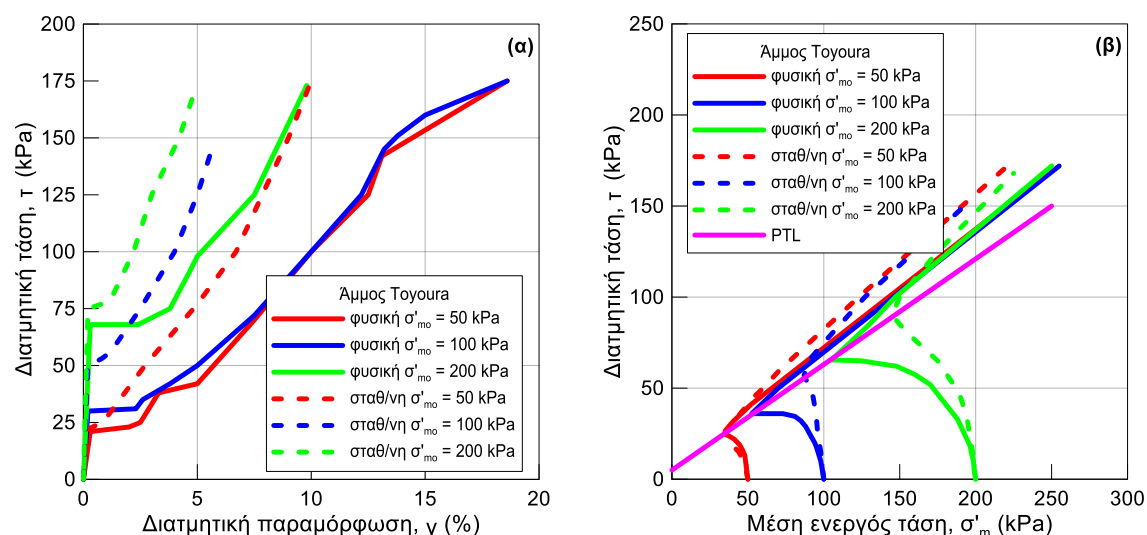 200
175
150
125
100
75
50
25
0
Διατμητική τάση, τ (kPa)
(α)
Άμμος Toyoura
φυσική σ'mo = 50 kPa
φυσική σ'mo = 100 kPa
φυσική σ'mo = 200 kPa
σταθ/νη σ'mo = 50 kPa
σταθ/νη σ'mo = 100 kPa
σταθ/νη σ'mo = 200 kPa
0 5 10 15 20
Διατμητική παραμόρφωση, γ (%)
250
200
150
100
50
0
Διατμητική τάση, τ (kPa)
(β)
Άμμος Toyoura
φυσική σ'mo = 50 kPa
φυσική σ'mo = 100 kPa
φυσική σ'mo = 200 kPa
σταθ/νη σ'mo = 50 kPa
σταθ/νη σ'mo = 100 kPa
σταθ/νη σ'mo = 200 kPa
PTL
0 50 100 150 200 250 300
Μέση ενεργός τάση, σ'm (kPa)